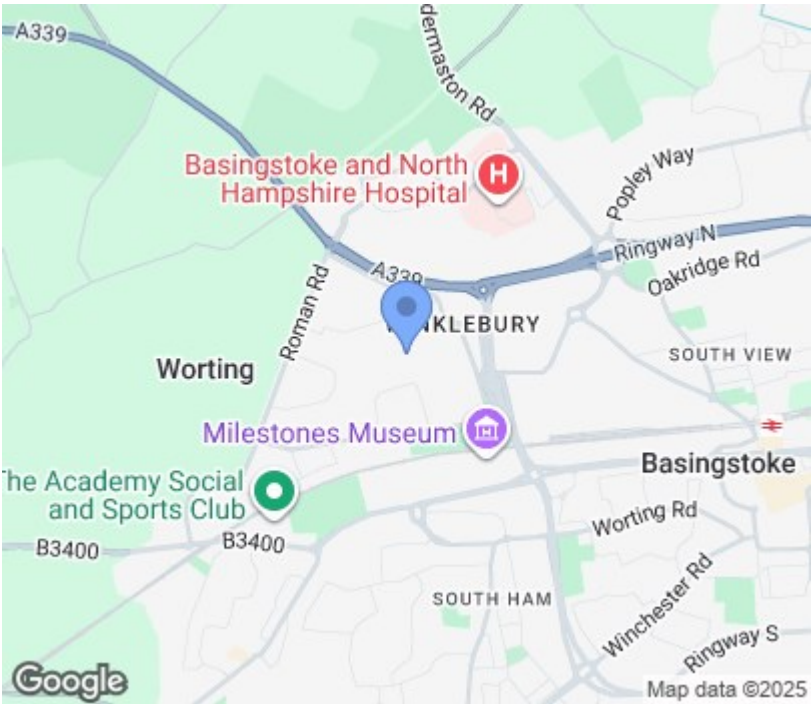 A339
dermaston Rd
Basingstoke and North
Hampshire Hospital
H
Popley Way
Ringway N
A339
Oakridge Rd
Roman Rd
NKLEBURY
SOUTH VIEW
Worting
Milestones Museum
Basingstoke
The Academy Social
and Sports Club
Worting Rd
B3400
B3400
SOUTH HAM
Winchester Rd
Ringway S
Google
Map data ©2025